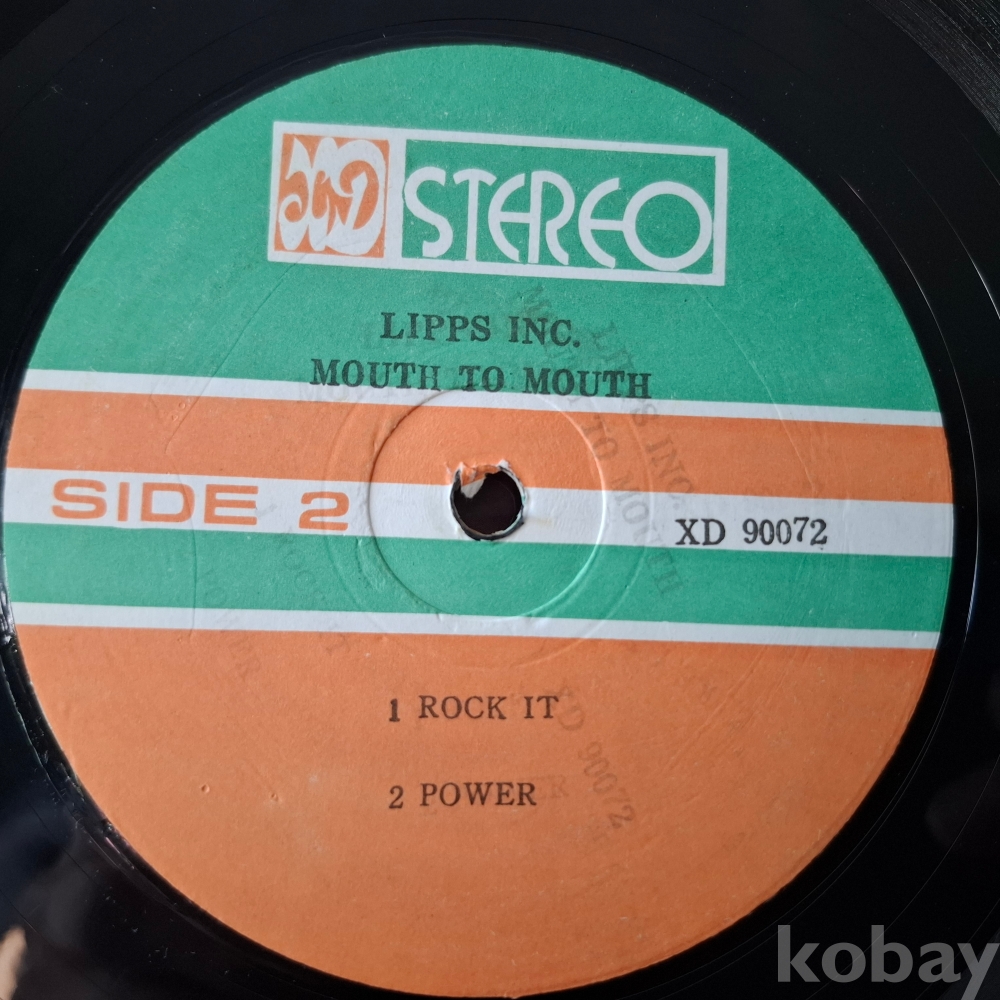 STEREO
LIPPS INC.
MOUTH TO MOUTH
SIDE 2
XD 90072
1 ROCK IT
2 POWER
kobay